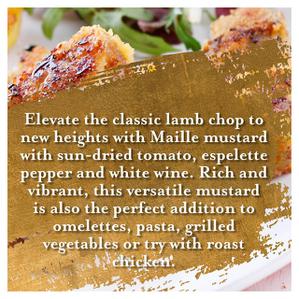 Elevate the classic lamb chop to
new heights with Maille mustard
with sun-dried tomato, espelette
pepper and white wine. Rich and
vibrant, this versatile mustard
is also the perfect addition to
omelettes, pasta, grilled
vegetables or try with roast
chicken.